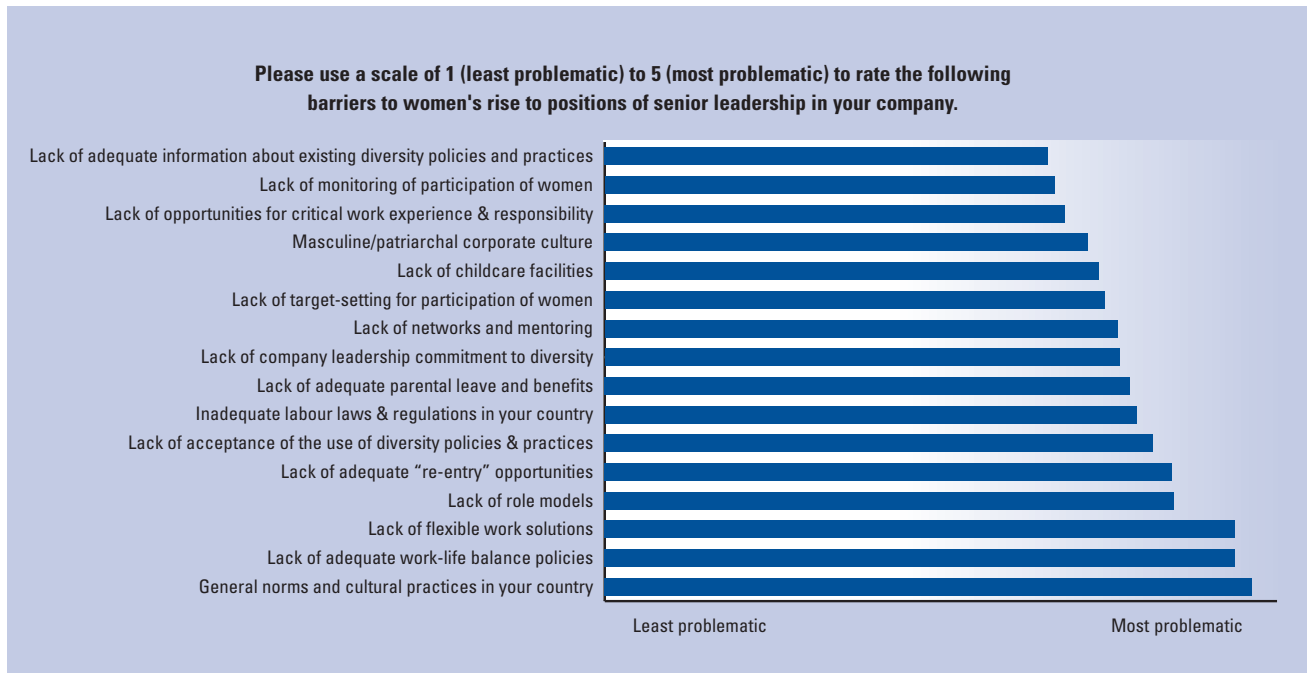 Please use a scale of 1 (least problematic) to 5 (most problematic) to rate the following
barriers to women's rise to positions of senior leadership in your company.
Lack of adequate information about existing diversity policies and practices
Lack of monitoring of participation of women
Lack of opportunities for critical work experience & responsibility
Masculine/patriarchal corporate culture
Lack of childcare facilities
Lack of target-setting for participation of women
Lack of networks and mentoring
Lack of company leadership commitment to diversity
Lack of adequate parental leave and benefits
Inadequate labour laws & regulations in your country
Lack of acceptance of the use of diversity policies & practices
Lack of adequate “re-entry” opportunities
Lack of role models
Lack of flexible work solutions
Lack of adequate work-life balance policies
General norms and cultural practices in your country
Least problematic
Most problematic